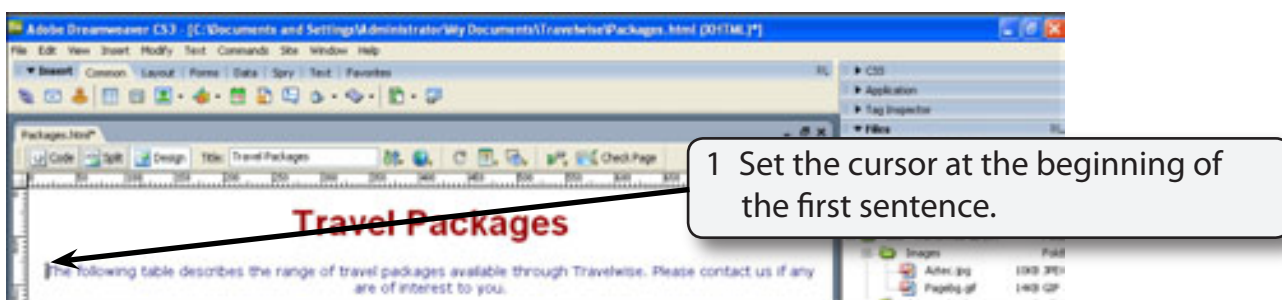 Adobe Dreamweaver CS3 - [C:\Documents and Settings\Administrator\My Documents\Travelwise\Packages.html (XHTML)*]
File Edit View Insert Modify Text Commands Site Window Help
Insert Common Layout Forms Data Spry Text Favorites
CSS
Application
Tag Inspector
Packages.html*
Files
Code Split Design Title: Travel Packages Check Page
1 Set the cursor at the beginning of
the first sentence.
Travel Packages
The following table describes the range of travel packages available through Travelwise. Please contact us if any
are of interest to you.
Images
Aztec.jpg
Pagebg.gif